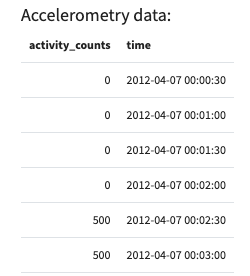 Accelerometry data:
activity_counts time
0 2012-04-07 00:00:30
0 2012-04-07 00:01:00
0 2012-04-07 00:01:30
0 2012-04-07 00:02:00
500 2012-04-07 00:02:30
500 2012-04-07 00:03:00